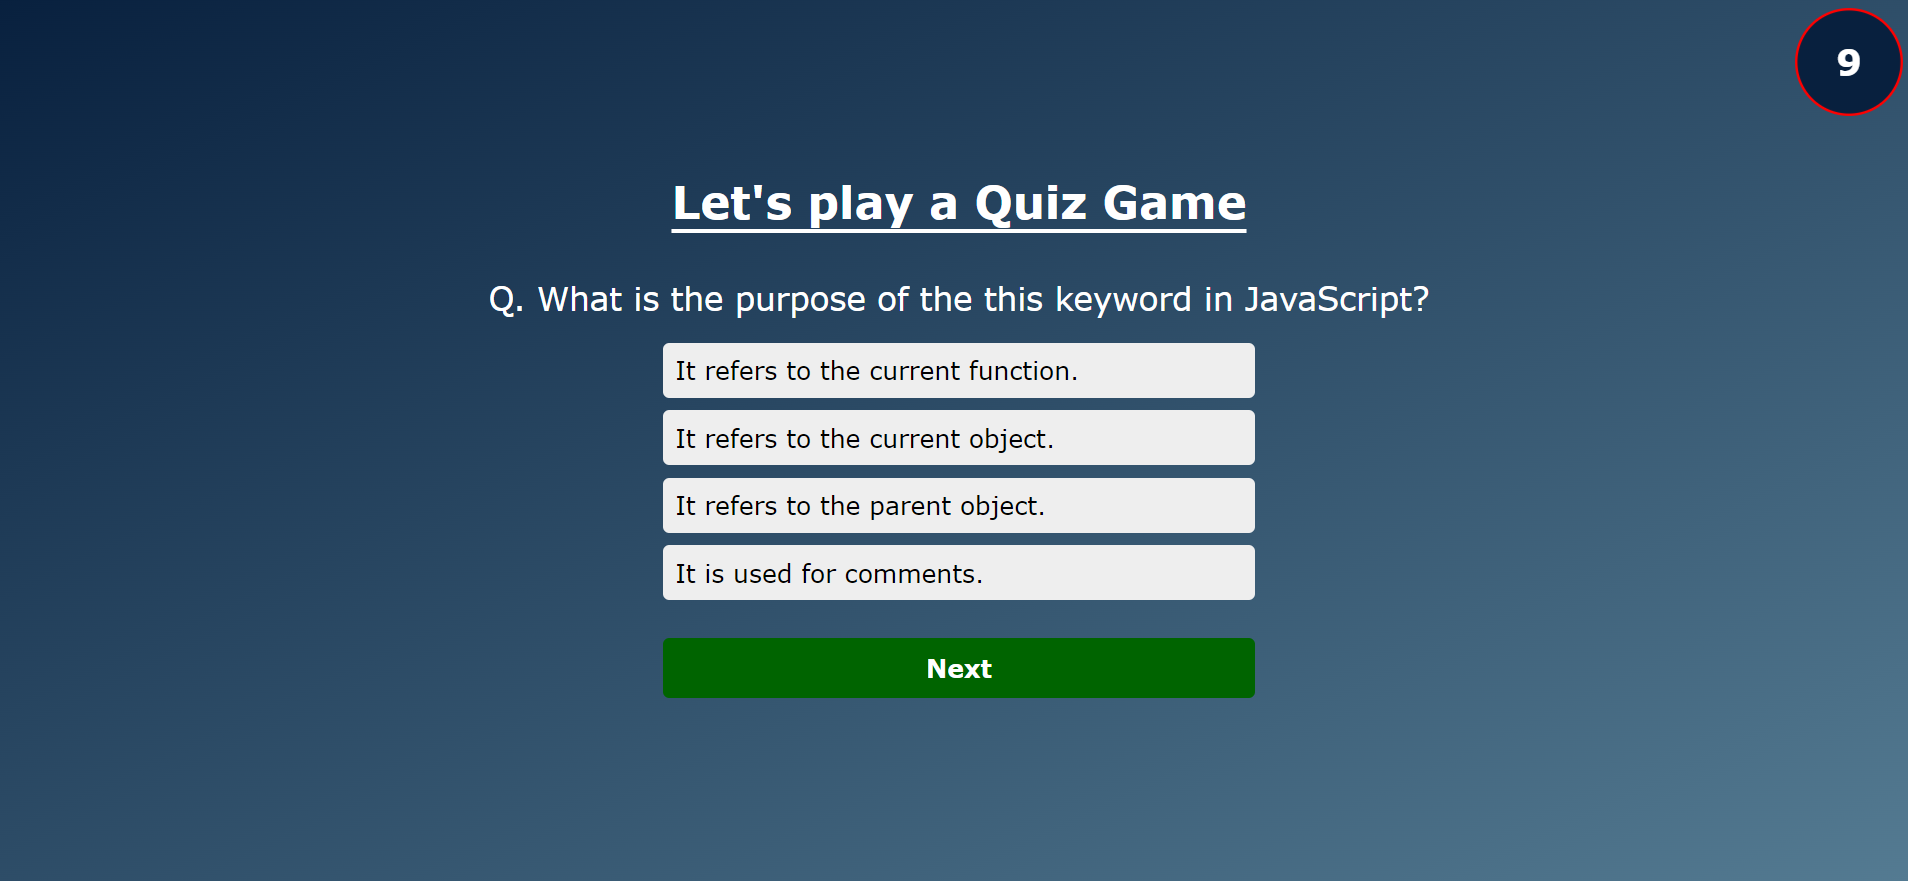 9
Let's play a Quiz Game
Q. What is the purpose of the this keyword in JavaScript?
It refers to the current function.
It refers to the current object.
It refers to the parent object.
It is used for comments.
Next